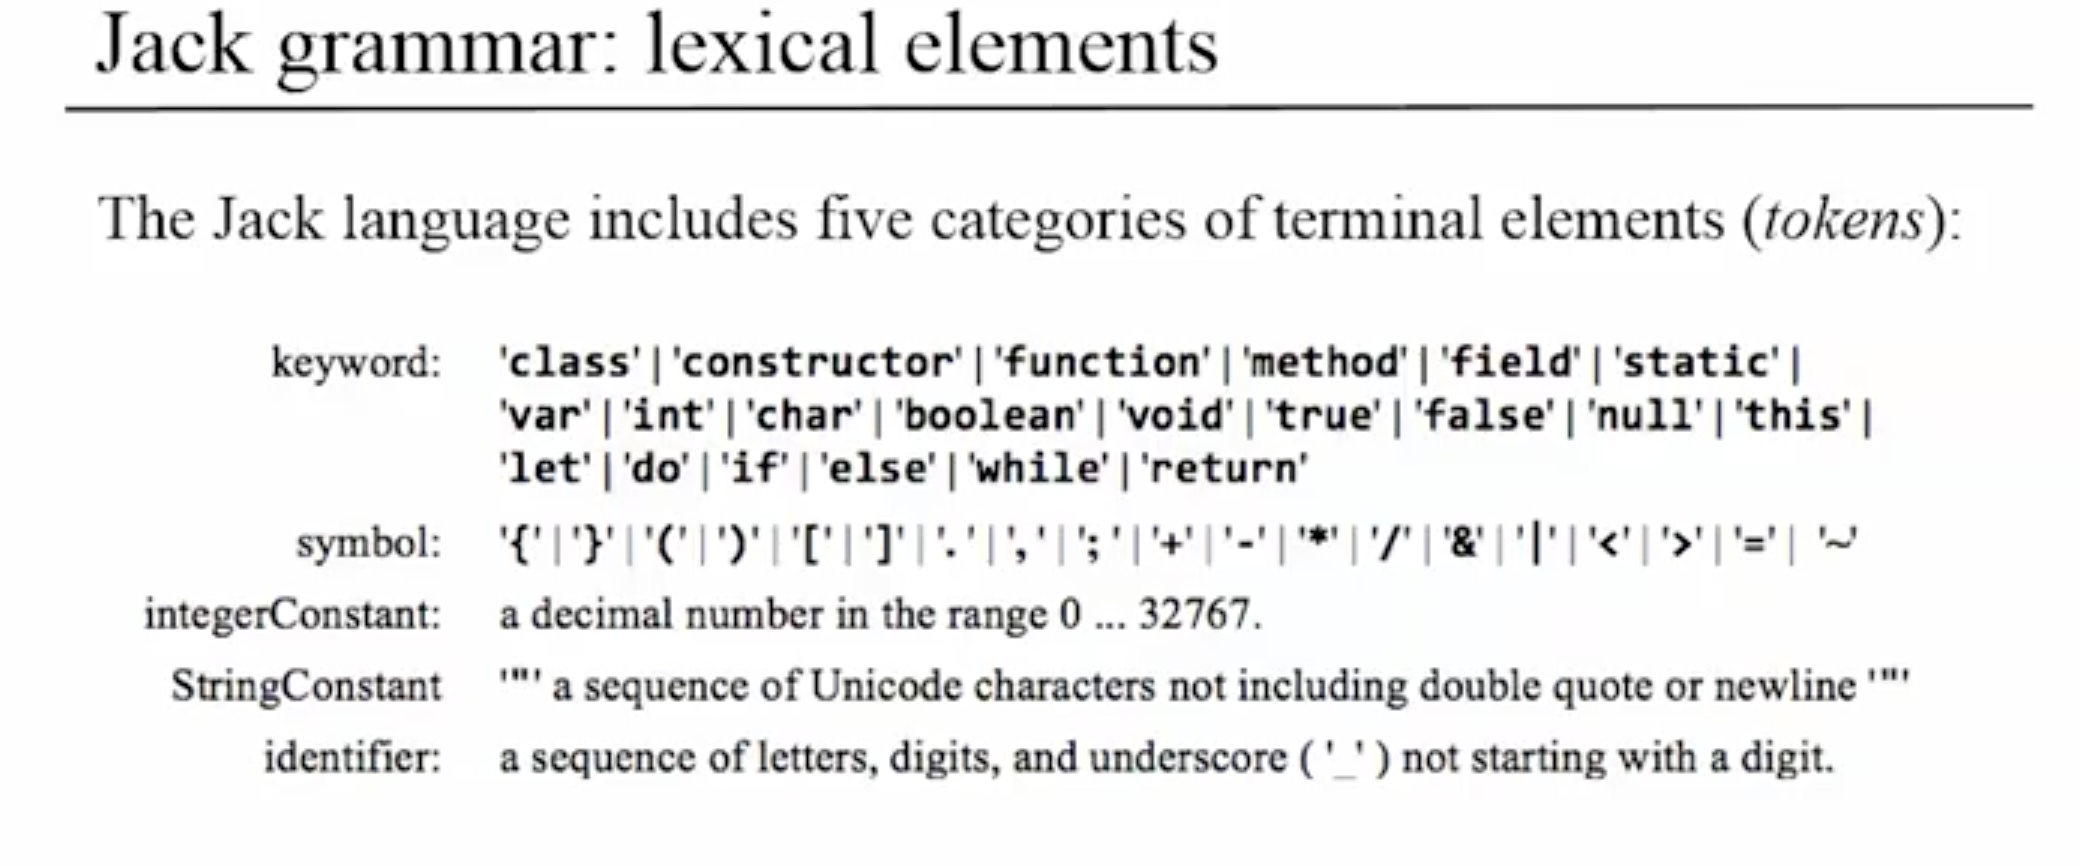 Jack grammar: lexical elements
The Jack language includes five categories of terminal elements (tokens):
keyword: 'class'|'constructor'|'function'|'method'|'field'|'static'|
'var'|'int'|'char'|'boolean'|'void'|'true'|'false'|'null'|'this'|
'let'|'do'|'if'|'else'|'while'|'return'
symbol: '{'|'}'|'('|')'|'['|']'|'.'|','|';'|'+'|'-'|'*'|'/'|'&'|'|'|'<'|'>'|'='| '~'
integerConstant: a decimal number in the range 0 ... 32767.
StringConstant '"' a sequence of Unicode characters not including double quote or newline '"'
identifier: a sequence of letters, digits, and underscore ( '_' ) not starting with a digit.